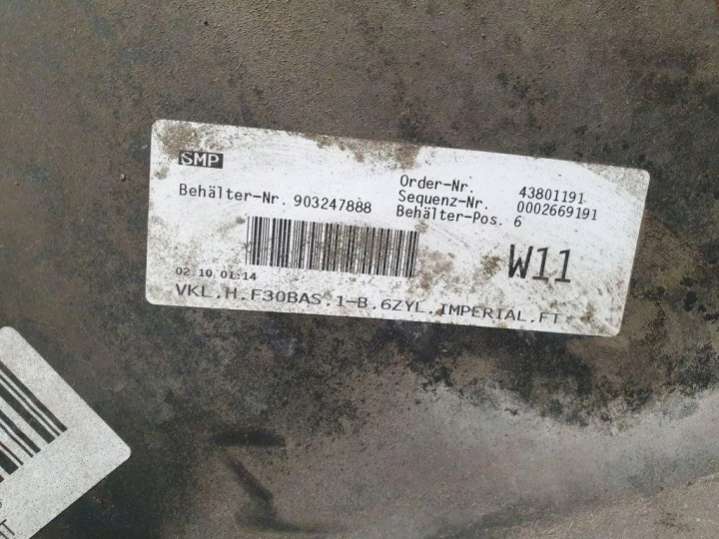 SMP
Order-Nr. 43801191
Sequenz-Nr. 0002669191
Behälter-Nr. 903247888
Behälter-Pos. 6
W11
02.10 01:14
VKL.H.F30BAS.1-B.6ZYL.IMPERIAL.FT